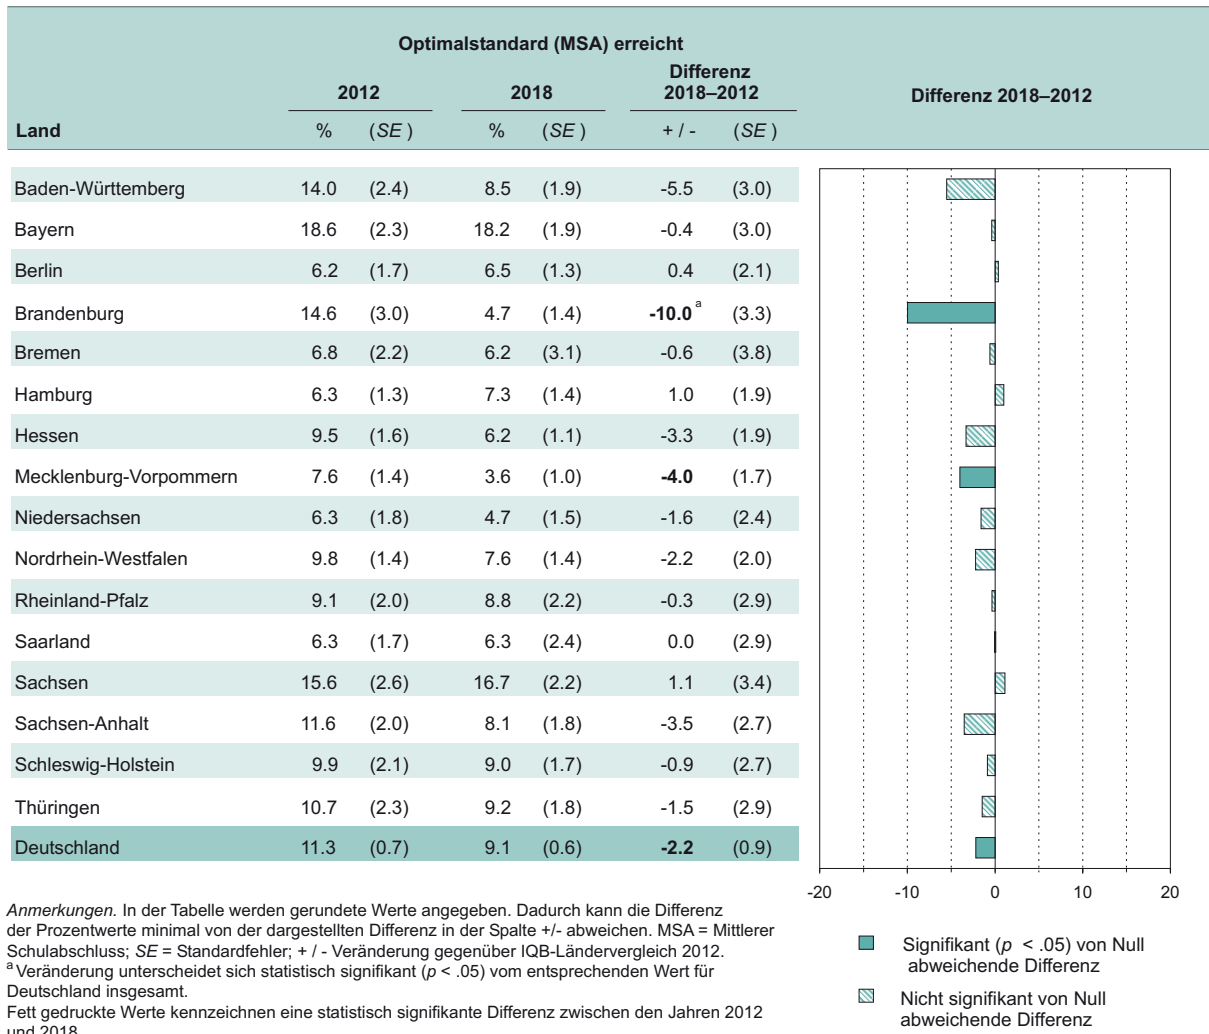 Optimalstandard (MSA) erreicht
Differenz
2012 2018 2018–2012 Differenz 2018–2012
Land % (SE) % (SE) + / - (SE)
Baden-Württemberg 14.0 (2.4) 8.5 (1.9) -5.5 (3.0)
Bayern 18.6 (2.3) 18.2 (1.9) -0.4 (3.0)
Berlin 6.2 (1.7) 6.5 (1.3) 0.4 (2.1)
Brandenburg 14.6 (3.0) 4.7 (1.4) -10.0 a (3.3)
Bremen 6.8 (2.2) 6.2 (3.1) -0.6 (3.8)
Hamburg 6.3 (1.3) 7.3 (1.4) 1.0 (1.9)
Hessen 9.5 (1.6) 6.2 (1.1) -3.3 (1.9)
Mecklenburg-Vorpommern 7.6 (1.4) 3.6 (1.0) -4.0 (1.7)
Niedersachsen 6.3 (1.8) 4.7 (1.5) -1.6 (2.4)
Nordrhein-Westfalen 9.8 (1.4) 7.6 (1.4) -2.2 (2.0)
Rheinland-Pfalz 9.1 (2.0) 8.8 (2.2) -0.3 (2.9)
Saarland 6.3 (1.7) 6.3 (2.4) 0.0 (2.9)
Sachsen 15.6 (2.6) 16.7 (2.2) 1.1 (3.4)
Sachsen-Anhalt 11.6 (2.0) 8.1 (1.8) -3.5 (2.7)
Schleswig-Holstein 9.9 (2.1) 9.0 (1.7) -0.9 (2.7)
Thüringen 10.7 (2.3) 9.2 (1.8) -1.5 (2.9)
Deutschland 11.3 (0.7) 9.1 (0.6) -2.2 (0.9)
-20 -10 0 10 20
Anmerkungen. In der Tabelle werden gerundete Werte angegeben. Dadurch kann die Differenz
der Prozentwerte minimal von der dargestellten Differenz in der Spalte +/- abweichen. MSA = Mittlerer
Schulabschluss; SE = Standardfehler; + / - Veränderung gegenüber IQB-Ländervergleich 2012.
a Veränderung unterscheidet sich statistisch signifikant (p < .05) vom entsprechenden Wert für
Deutschland insgesamt.
Fett gedruckte Werte kennzeichnen eine statistisch signifikante Differenz zwischen den Jahren 2012
und 2018.
Signifikant (p < .05) von Null
abweichende Differenz
Nicht signifikant von Null
abweichende Differenz